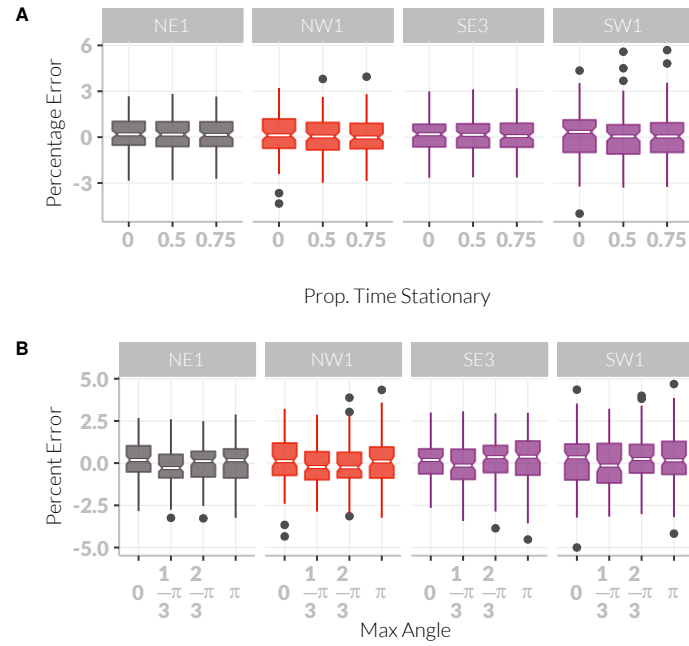 A
NE1 NW1 SE3 SW1
Percentage Error
6
3
0
-3
0 0.5 0.75 0 0.5 0.75 0 0.5 0.75 0 0.5 0.75
Prop. Time Stationary
B
NE1 NW1 SE3 SW1
Percent Error
5.0
2.5
0.0
-2.5
-5.0
1 2 1 2 1 2 1 2
0 —π —π π 0 —π —π π 0 —π —π π 0 —π —π π
3 3 3 3 3 3 3 3
Max Angle